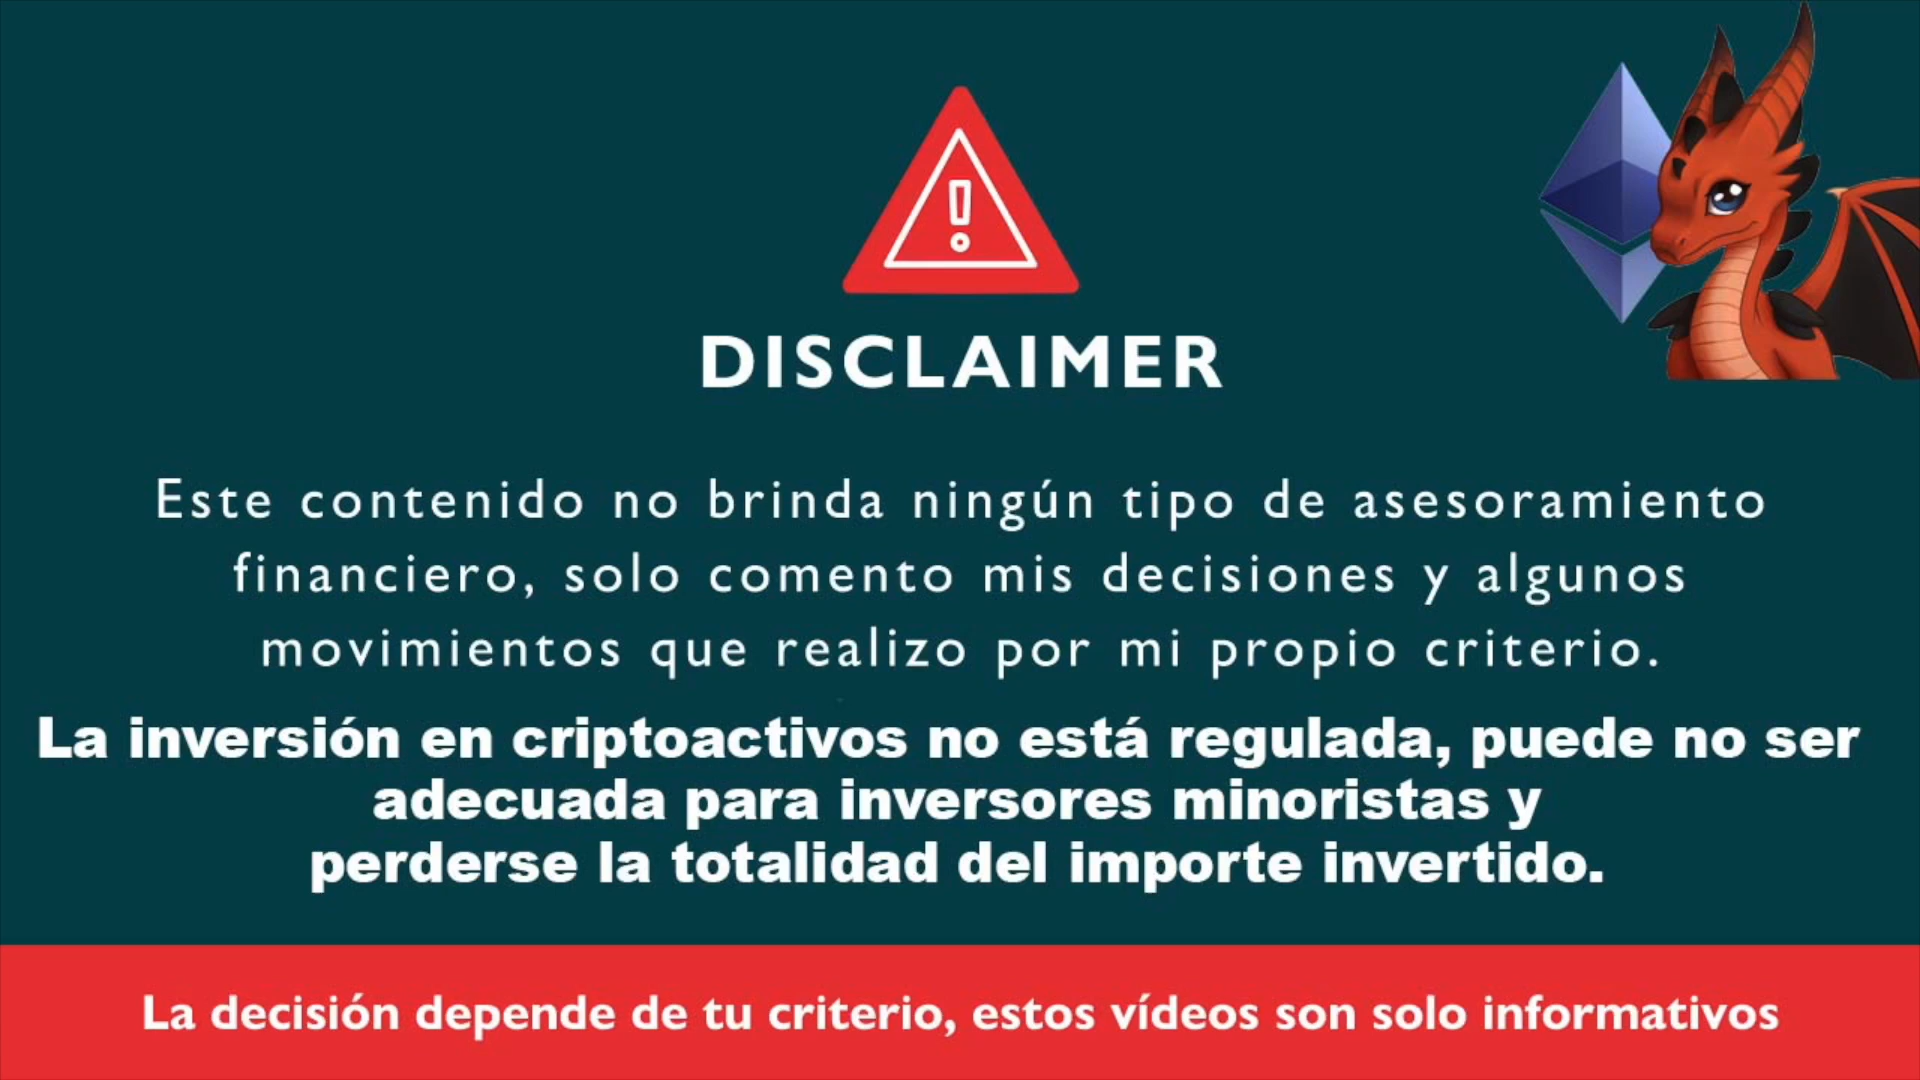 DISCLAIMER
Este contenido no brinda ningún tipo de asesoramiento
financiero, solo comento mis decisiones y algunos
movimientos que realizo por mi propio criterio.
La inversión en criptoactivos no está regulada, puede no ser
adecuada para inversores minoristas y
perderse la totalidad del importe invertido.
La decisión depende de tu criterio, estos vídeos son solo informativos